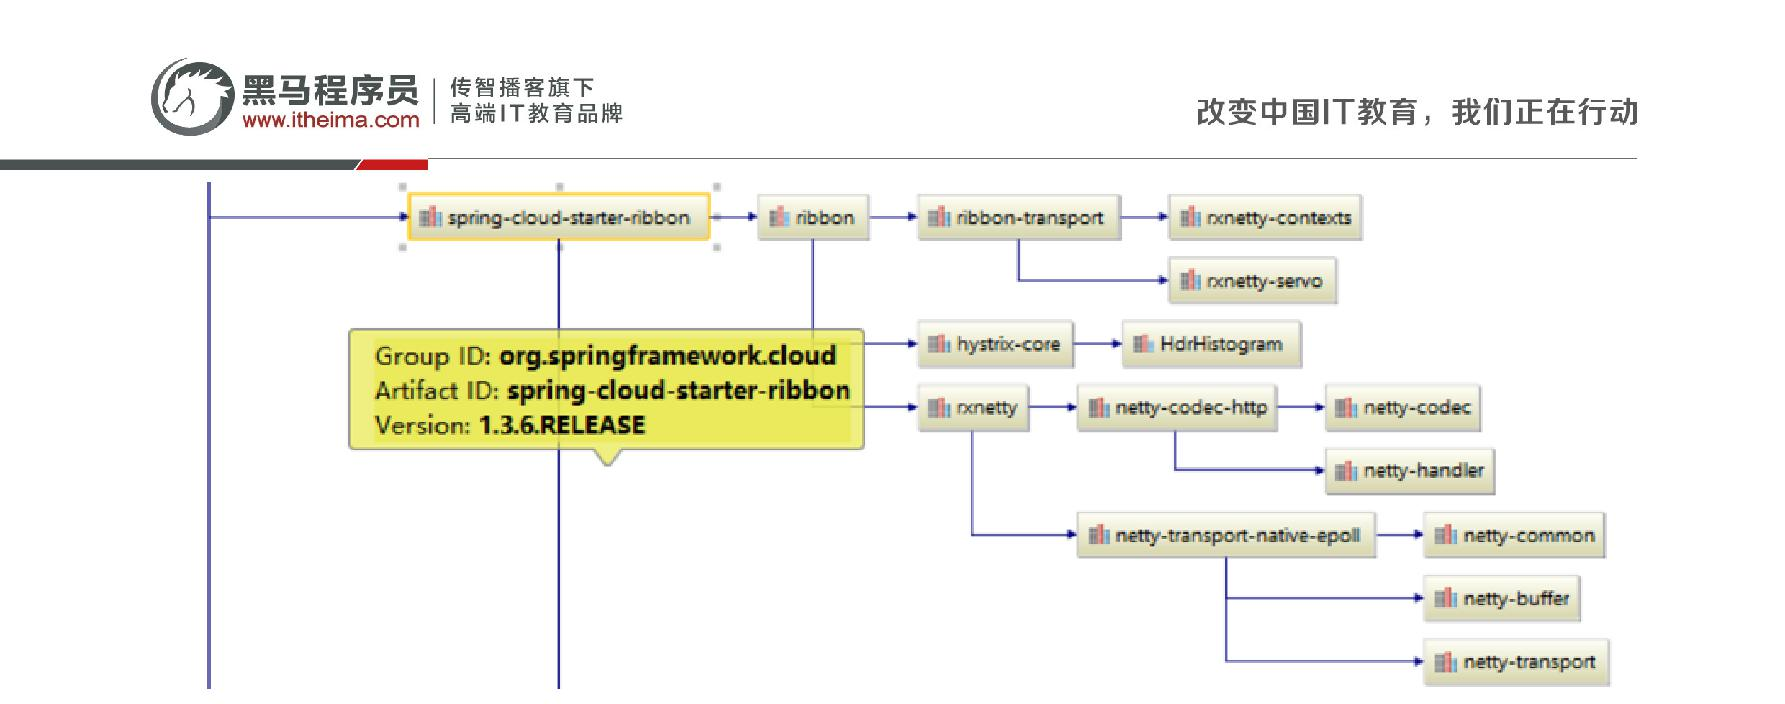 黑马程序员
www.itheima.com
传智播客旗下
高端IT教育品牌
改变中国IT教育，我们正在行动
spring-cloud-starter-ribbon
ribbon
ribbon-transport
rxnetty-contexts
rxnetty-servo
Group ID: org.springframework.cloud
Artifact ID: spring-cloud-starter-ribbon
Version: 1.3.6.RELEASE
hystrix-core
HdrHistogram
rxnetty
netty-codec-http
netty-codec
netty-handler
netty-transport-native-epoll
netty-common
netty-buffer
netty-transport